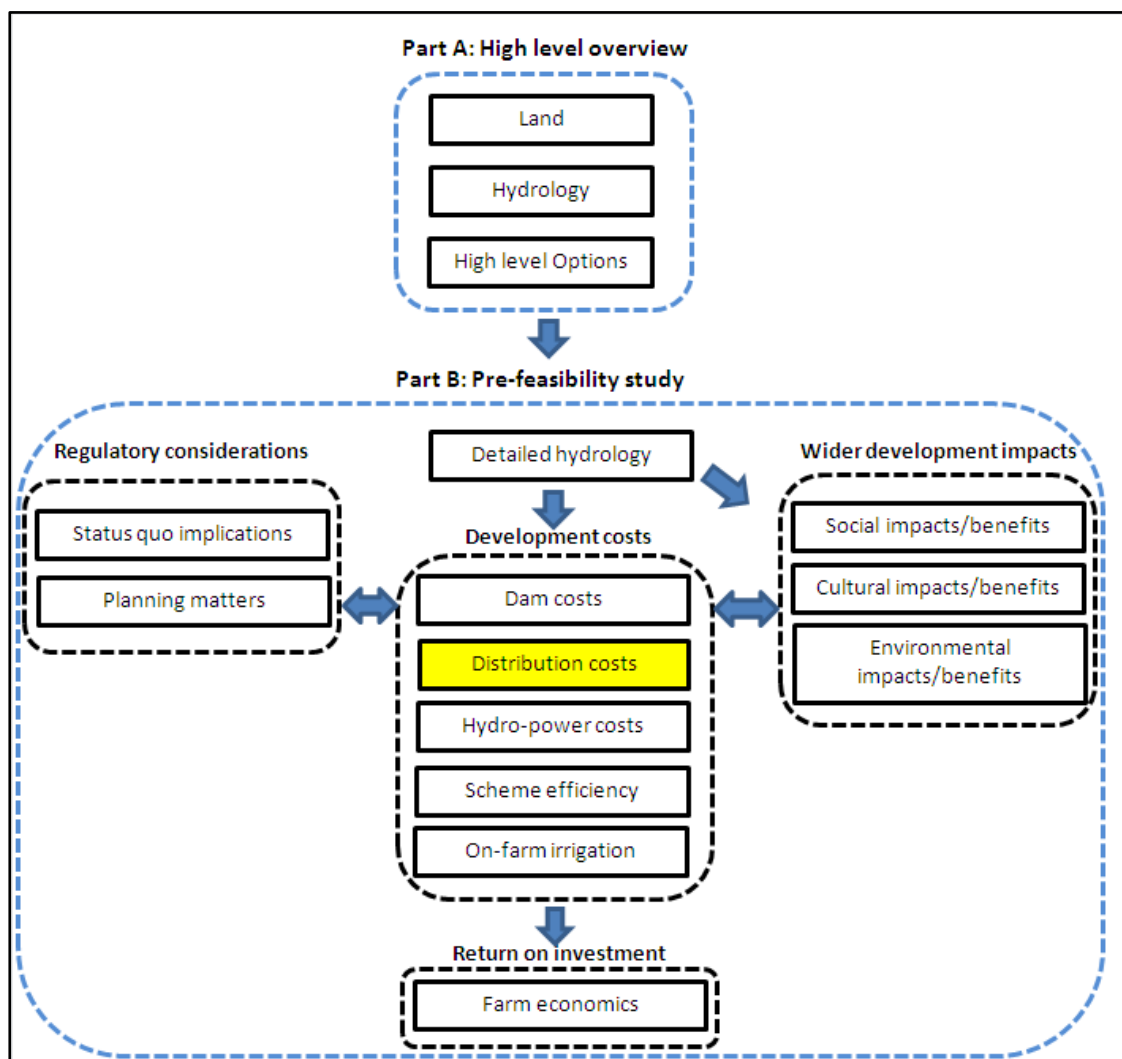 Part A: High level overview
Land
Hydrology
High level Options
Part B: Pre-feasibility study
Regulatory considerations
Status quo implications
Planning matters
Detailed hydrology
Development costs
Dam costs
Distribution costs
Hydro-power costs
Scheme efficiency
On-farm irrigation
Wider development impacts
Social impacts/benefits
Cultural impacts/benefits
Environmental
impacts/benefits
Return on investment
Farm economics